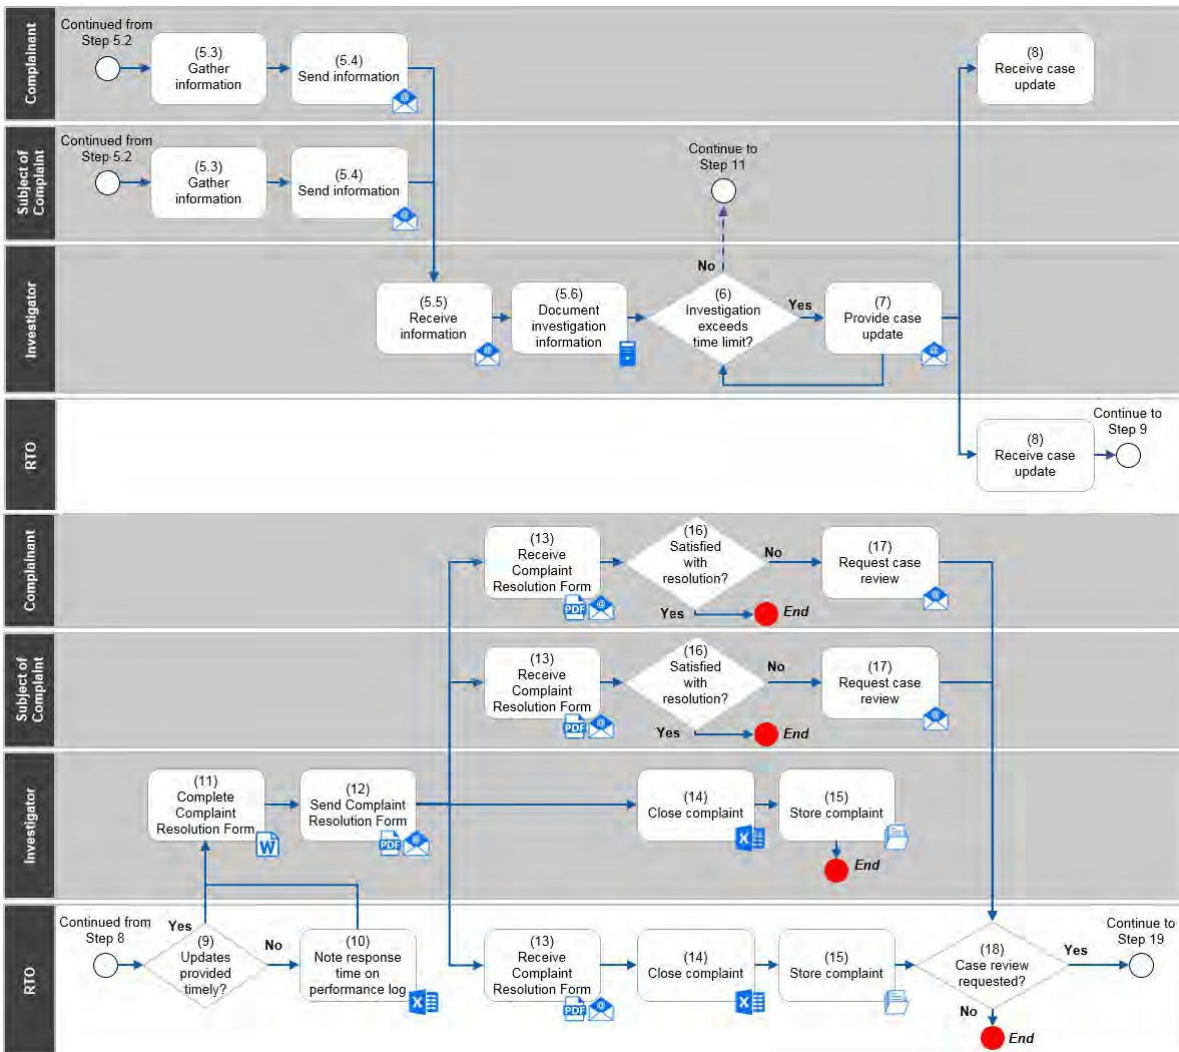 Complainant
Continued from
Step 5.2
(5.3)
Gather
information
(5.4)
Send information
(8)
Receive case
update
Subject of
Complaint
Continued from
Step 5.2
(5.3)
Gather
information
(5.4)
Send information
Continue to
Step 11
Investigator
(5.5)
Receive
information
(5.6)
Document
investigation
information
No
(6)
Investigation
exceeds
time limit?
Yes
(7)
Provide case
update
RTO
(8)
Receive case
update
Continue to
Step 9
Complainant
(13)
Receive
Complaint
Resolution Form
PDF
(16)
Satisfied
with
resolution?
No
Yes
End
(17)
Request case
review
Subject of
Complaint
(13)
Receive
Complaint
Resolution Form
PDF
(16)
Satisfied
with
resolution?
No
Yes
End
(17)
Request case
review
Investigator
(11)
Complete
Complaint
Resolution Form
W
(12)
Send Complaint
Resolution Form
PDF
(14)
Close complaint
X
(15)
Store complaint
End
RTO
Continued from
Step 8
Yes
(9)
Updates
provided
timely?
No
(10)
Note response
time on
performance log
X
(13)
Receive
Complaint
Resolution Form
PDF
(14)
Close complaint
X
(15)
Store complaint
(18)
Case review
requested?
Yes
Continue to
Step 19
No
End